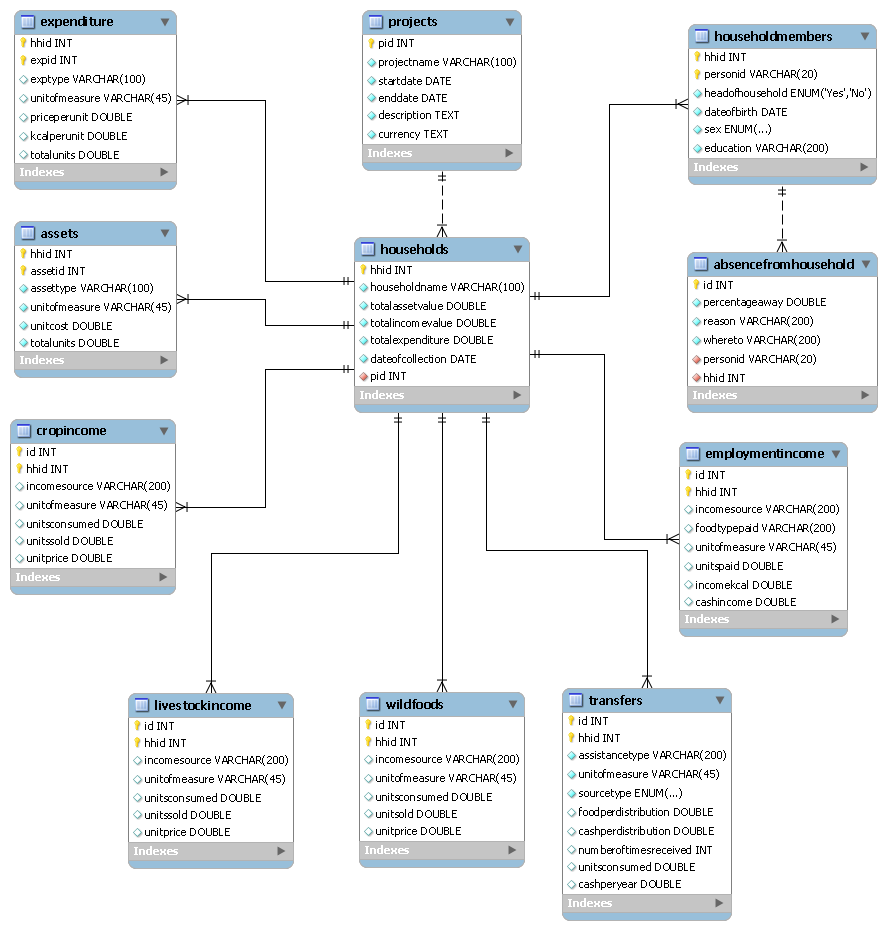 expenditure
hhid INT
expid INT
exptype VARCHAR(100)
unitofmeasure VARCHAR(45)
priceperunit DOUBLE
kcalperunit DOUBLE
totalunits DOUBLE
Indexes
projects
pid INT
projectname VARCHAR(100)
startdate DATE
enddate DATE
description TEXT
currency TEXT
Indexes
householdmembers
hhid INT
personid VARCHAR(20)
headofhousehold ENUM('Yes','No')
dateofbirth DATE
sex ENUM(...)
education VARCHAR(200)
Indexes
assets
hhid INT
assetid INT
assettype VARCHAR(100)
unitofmeasure VARCHAR(45)
unitcost DOUBLE
totalunits DOUBLE
Indexes
households
hhid INT
householdname VARCHAR(100)
totalassetvalue DOUBLE
totalincomevalue DOUBLE
totalexpenditure DOUBLE
dateofcollection DATE
pid INT
Indexes
absencefromhousehold
id INT
percentageaway DOUBLE
reason VARCHAR(200)
whereto VARCHAR(200)
personid VARCHAR(20)
hhid INT
Indexes
cropincome
id INT
hhid INT
incomesource VARCHAR(200)
unitofmeasure VARCHAR(45)
unitsconsumed DOUBLE
unitssold DOUBLE
unitprice DOUBLE
Indexes
employmentincome
id INT
hhid INT
incomesource VARCHAR(200)
foodtypepaid VARCHAR(200)
unitofmeasure VARCHAR(45)
unitspaid DOUBLE
incomekcal DOUBLE
cashincome DOUBLE
Indexes
livestockincome
id INT
hhid INT
incomesource VARCHAR(200)
unitofmeasure VARCHAR(45)
unitsconsumed DOUBLE
unitssold DOUBLE
unitprice DOUBLE
Indexes
wildfoods
id INT
hhid INT
incomesource VARCHAR(200)
unitofmeasure VARCHAR(45)
unitsconsumed DOUBLE
unitsold DOUBLE
unitprice DOUBLE
Indexes
transfers
id INT
hhid INT
assistancetype VARCHAR(200)
unitofmeasure VARCHAR(45)
sourcetype ENUM(...)
foodperdistribution DOUBLE
cashperdistribution DOUBLE
numberoftimesreceived INT
unitsconsumed DOUBLE
cashperyear DOUBLE
Indexes